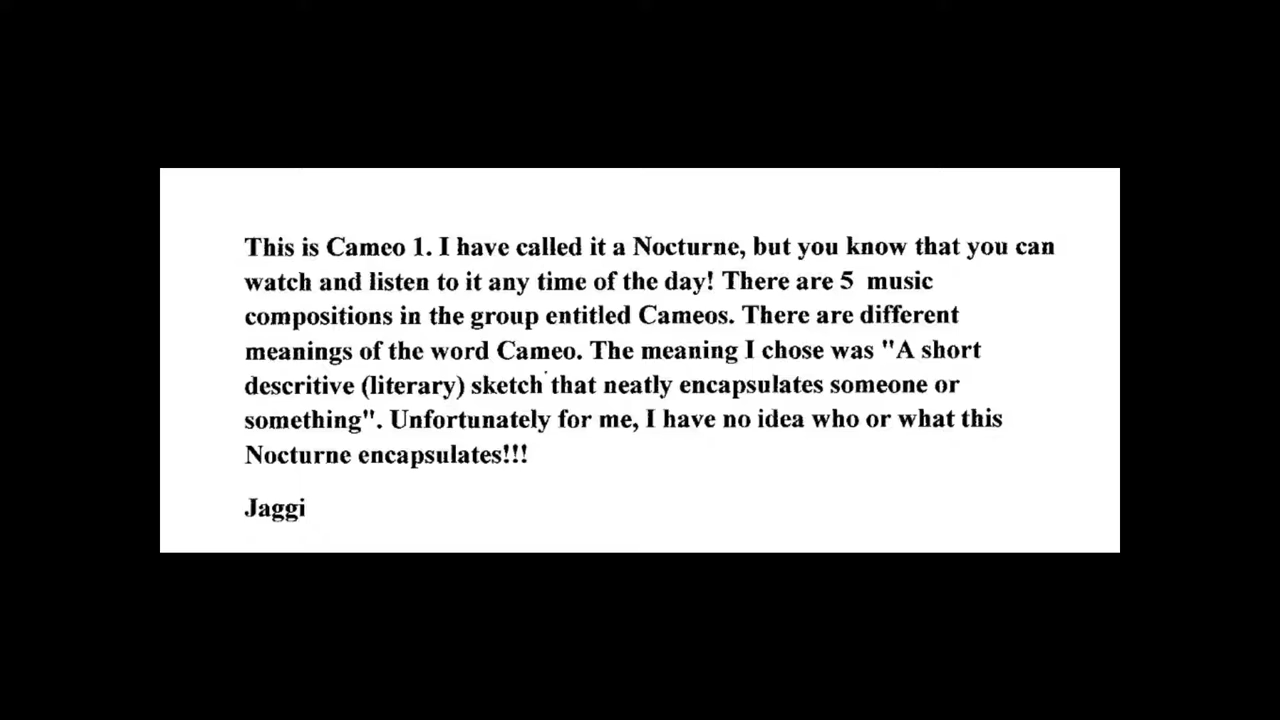 This is Cameo 1. I have called it a Nocturne, but you know that you can
watch and listen to it any time of the day! There are 5 music
compositions in the group entitled Cameos. There are different
meanings of the word Cameo. The meaning I chose was "A short
descritive (literary) sketch that neatly encapsulates someone or
something". Unfortunately for me, I have no idea who or what this
Nocturne encapsulates!!!
Jaggi